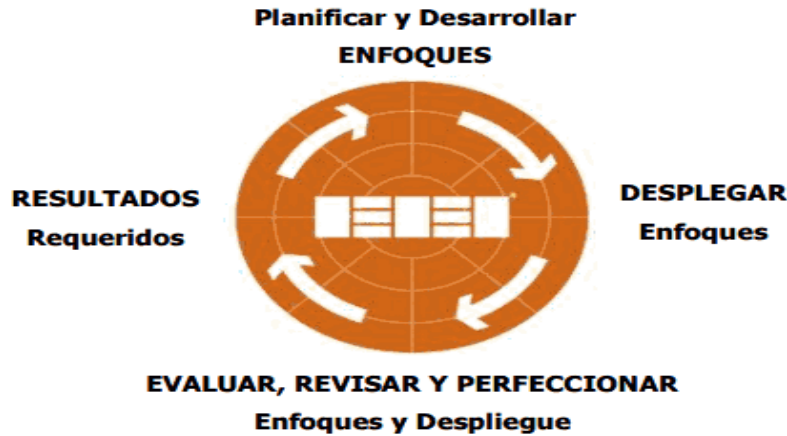 Planificar y Desarrollar
ENFOQUES
RESULTADOS
Requeridos
DESPLEGAR
Enfoques
EVALUAR, REVISAR Y PERFECCIONAR
Enfoques y Despliegue